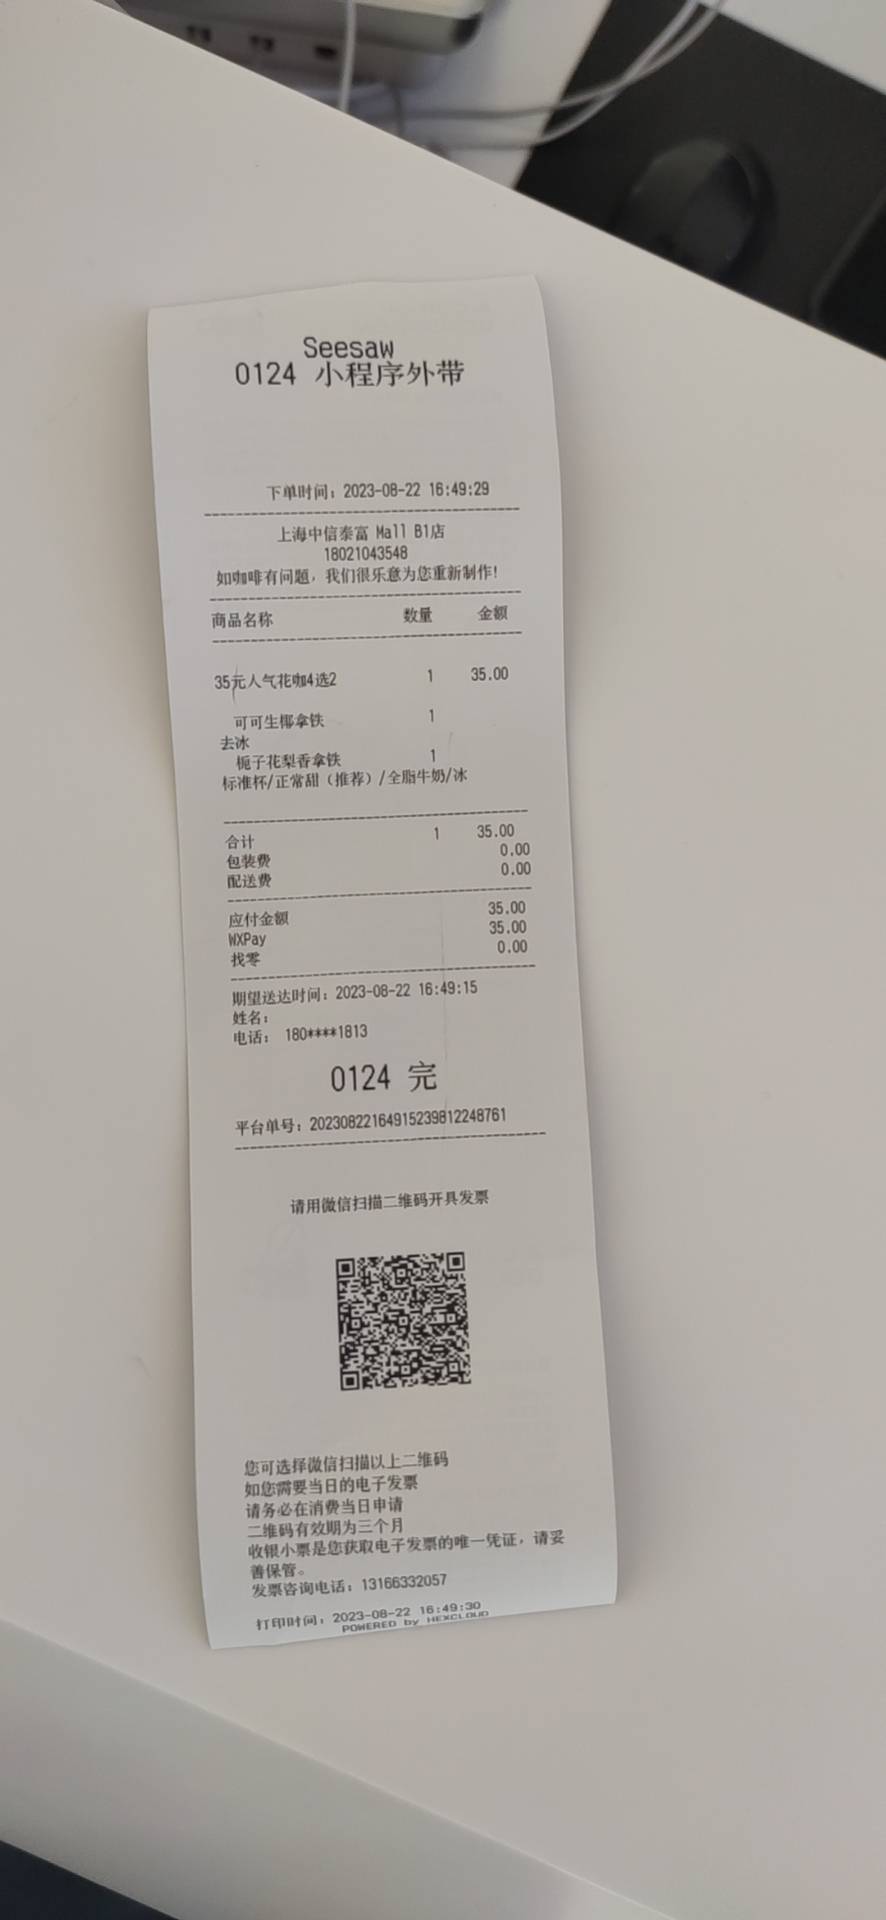 Seesaw
0124 小程序外带
下单时间：2023-08-22 16:49:29
上海中信泰富 Mall B1店
18021043548
如咖啡有问题，我们很乐意为您重新制作！
商品名称 数量 金额
35元人气花咖4选2 1 35.00
可可生椰拿铁 1
去冰
栀子花梨香拿铁 1
标准杯/正常甜（推荐）/全脂牛奶/冰
合计 1 35.00
包装费 0.00
配送费 0.00
应付金额 35.00
WXPay 35.00
找零 0.00
期望送达时间：2023-08-22 16:49:15
姓名：
电话： 180****1813
0124 完
平台单号：20230822164915239812248761
请用微信扫描二维码开具发票
您可选择微信扫描以上二维码
如您需要当日的电子发票
请务必在消费当日申请
二维码有效期为三个月
收银小票是您获取电子发票的唯一凭证，请妥
善保管。
发票咨询电话：13166332057
打印时间：2023-08-22 16:49:30
POWERED by HEXCLOUD